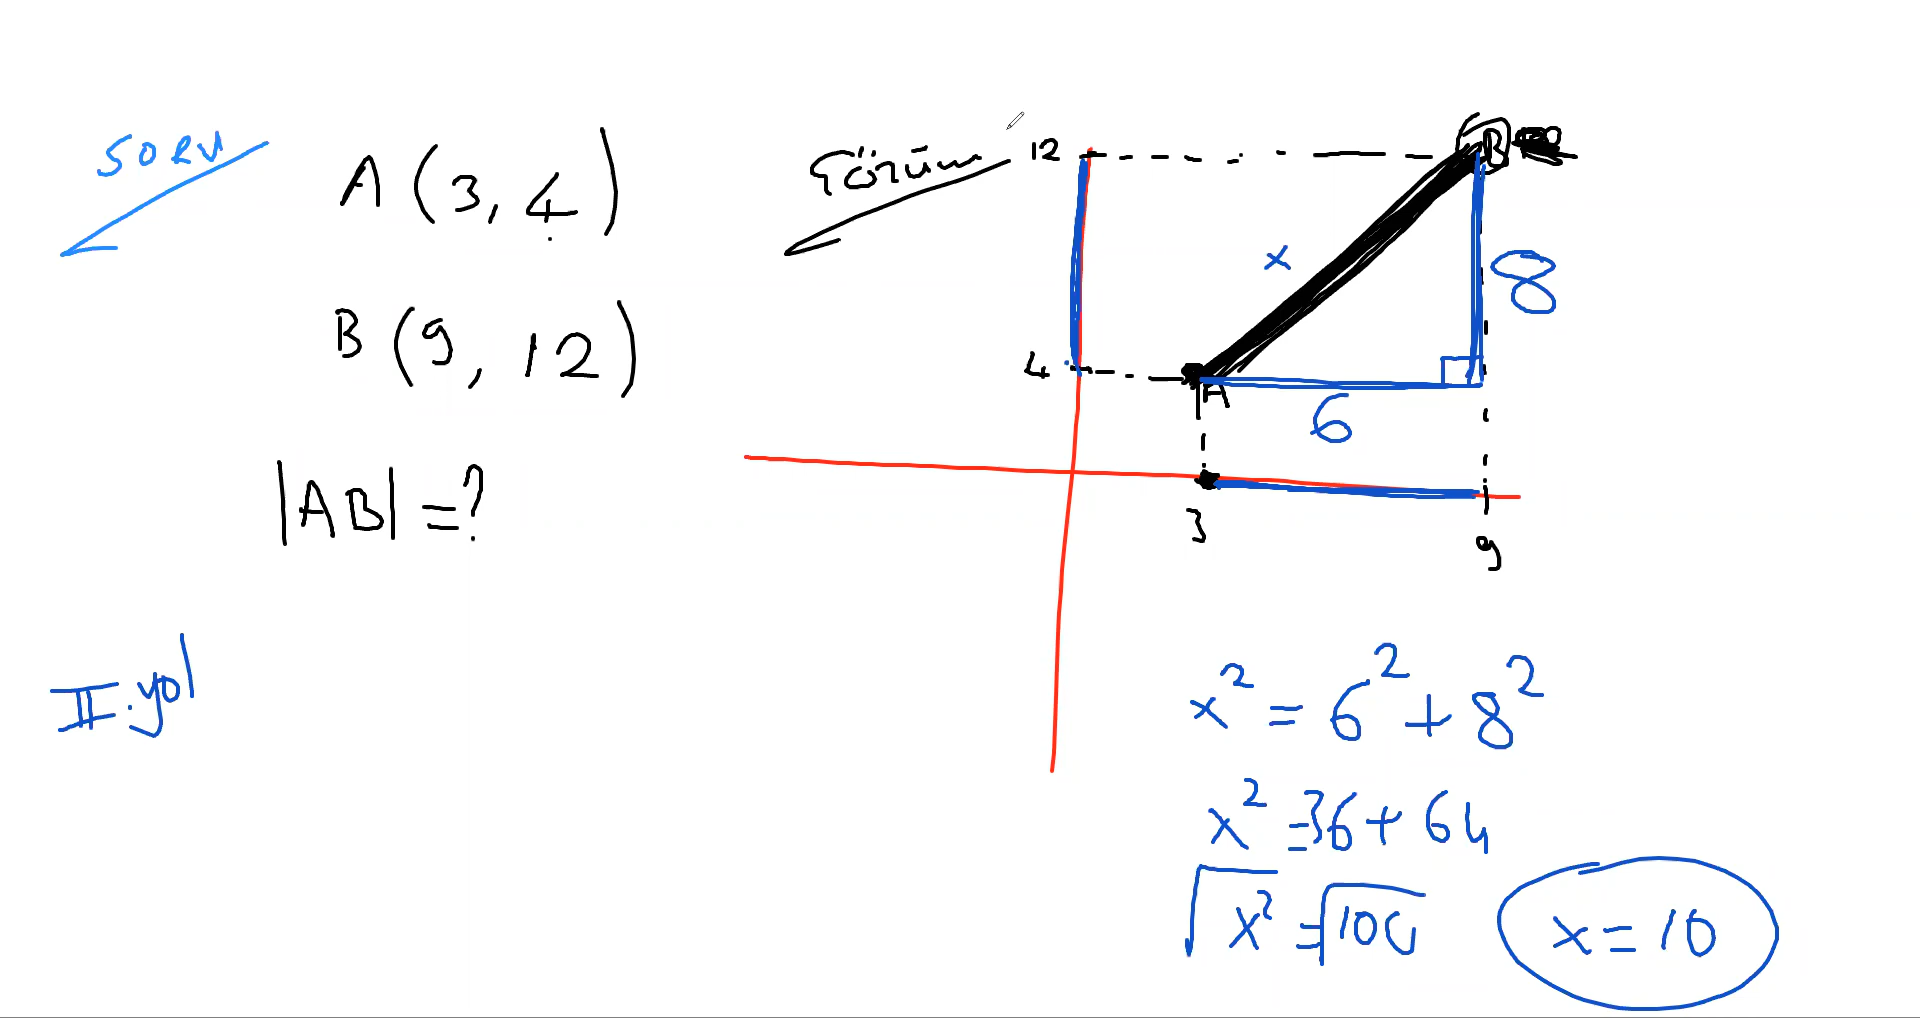 SORU
A (3, 4)
B (9, 12)
|AB| = ?
II. yol
Çözüm
12
B
x
8
4
A
6
3
9
x² = 6² + 8²
x² = 36 + 64
√x² = √100
x = 10